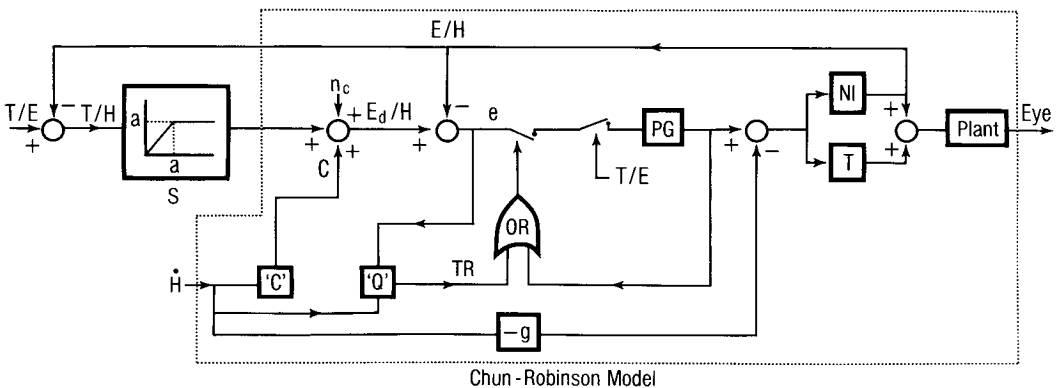 E/H
T/E
−
+
T/H
a
a
S
n_c
+
+
+
C
E_d/H
−
+
e
T/E
PG
+
−
NI
T
+
+
Plant
Eye
OR
TR
Ḣ
'C'
'Q'
−g
Chun-Robinson Model